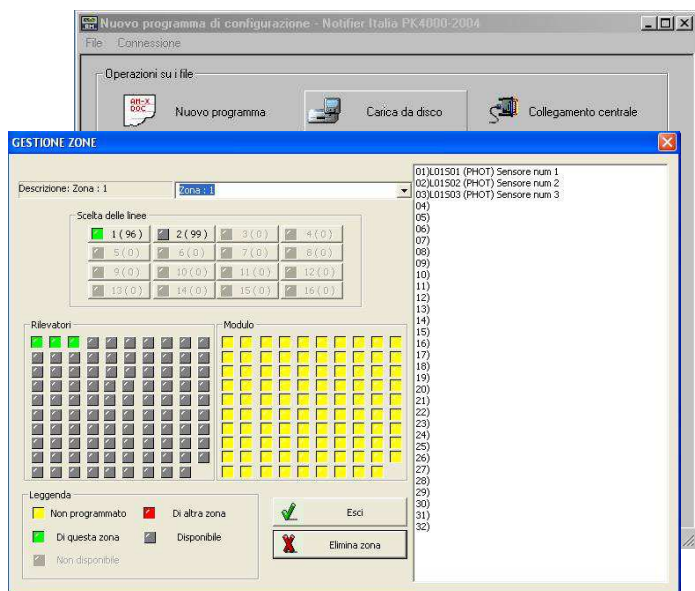 Nuovo programma di configurazione - Notifier Italia PK4000-2004
File Connessione
Operazioni su i file
AM-X
DOC
Nuovo programma
Carica da disco
Collegamento centrale
GESTIONE ZONE
Descrizione: Zona : 1
Zona : 1
Scelta delle linee
1 ( 96 ) 2 ( 99 ) 3 ( 0 ) 4 ( 0 )
5 ( 0 ) 6 ( 0 ) 7 ( 0 ) 8 ( 0 )
9 ( 0 ) 10 ( 0 ) 11 ( 0 ) 12 ( 0 )
13 ( 0 ) 14 ( 0 ) 15 ( 0 ) 16 ( 0 )
Rilevatori
Modulo
Leggenda
Non programmato
Di altra zona
Di questa zona
Disponibile
Non disponibile
Esci
Elimina zona
01)L01S01 (PHOT) Sensore num 1
02)L01S02 (PHOT) Sensore num 2
03)L01S03 (PHOT) Sensore num 3
04)
05)
06)
07)
08)
09)
10)
11)
12)
13)
14)
15)
16)
17)
18)
19)
20)
21)
22)
23)
24)
25)
26)
27)
28)
29)
30)
31)
32)